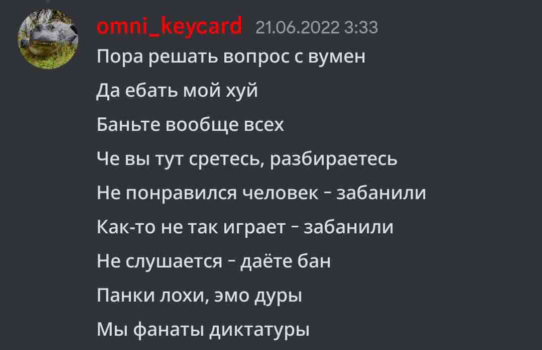 omni_keycard 21.06.2022 3:33
Пора решать вопрос с вумен
Да ебать мой хуй
Баньте вообще всех
Че вы тут сретесь, разбираетесь
Не понравился человек – забанили
Как-то не так играет – забанили
Не слушается – даёте бан
Панки лохи, эмо дуры
Мы фанаты диктатуры